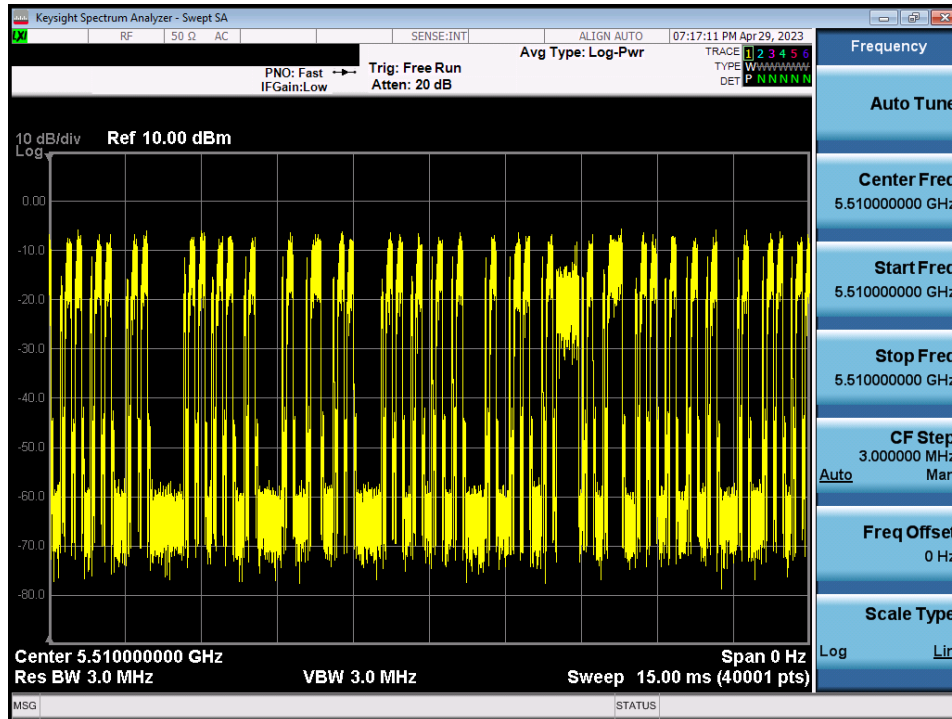 Keysight Spectrum Analyzer - Swept SA
LXI RF 50 Ω AC SENSE:INT ALIGN AUTO 07:17:11 PM Apr 29, 2023
Frequency
Avg Type: Log-Pwr
TRACE 1 2 3 4 5 6
PNO: Fast Trig: Free Run
TYPE WWWWWWW
IFGain:Low Atten: 20 dB
DET P N N N N N
Auto Tune
10 dB/div Ref 10.00 dBm
Log
Center Freq
5.510000000 GHz
0.00
-10.0
Start Freq
5.510000000 GHz
-20.0
-30.0
Stop Freq
5.510000000 GHz
-40.0
CF Step
3.000000 MHz
Auto Man
-50.0
-60.0
Freq Offset
0 Hz
-70.0
-80.0
Scale Type
Log Lin
Center 5.510000000 GHz Span 0 Hz
Res BW 3.0 MHz VBW 3.0 MHz Sweep 15.00 ms (40001 pts)
MSG STATUS